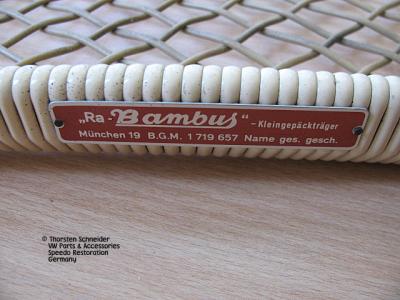 „Ra-Bambus“ -Kleingepäckträger
München 19 B.G.M. 1 719 657 Name ges. gesch.
© Thorsten Schneider
VW Parts & Accessories
Speedo Restoration
Germany